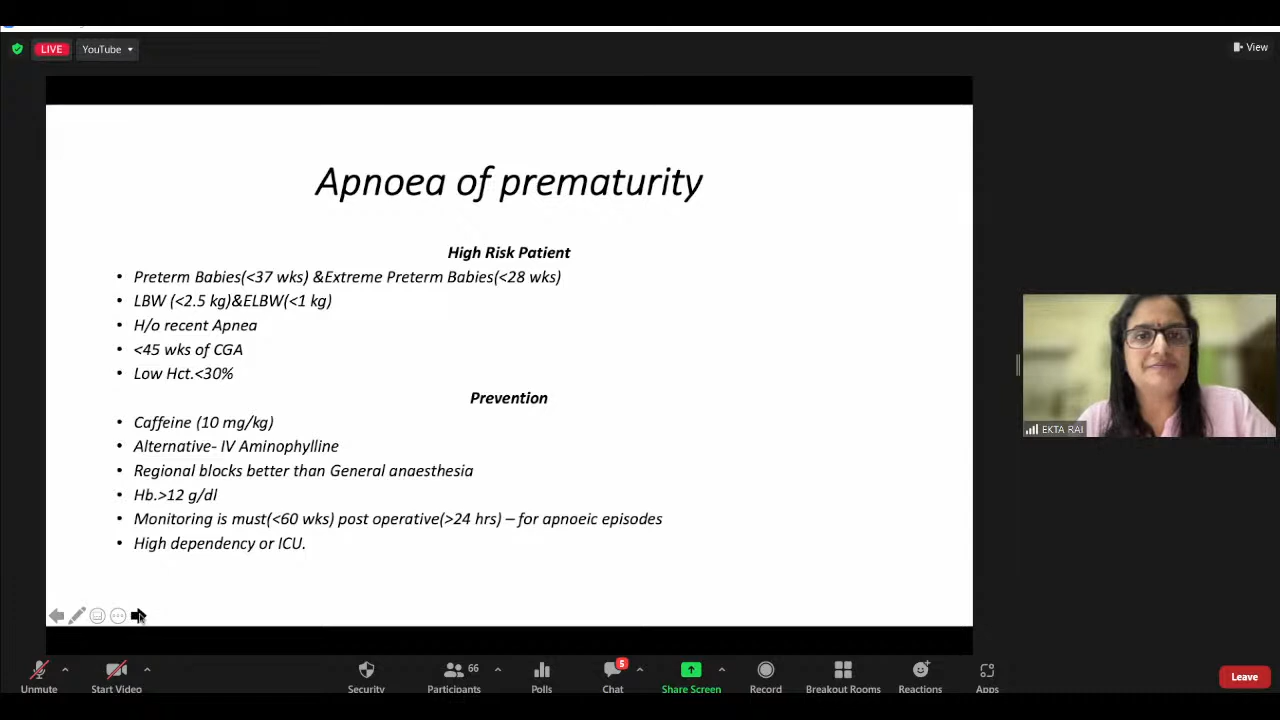 LIVE
YouTube
View
Apnoea of prematurity
High Risk Patient
• Preterm Babies(<37 wks) &Extreme Preterm Babies(<28 wks)
• LBW (<2.5 kg)&ELBW(<1 kg)
• H/o recent Apnea
• <45 wks of CGA
• Low Hct.<30%
Prevention
• Caffeine (10 mg/kg)
• Alternative- IV Aminophylline
• Regional blocks better than General anaesthesia
• Hb.>12 g/dl
• Monitoring is must(<60 wks) post operative(>24 hrs) – for apnoeic episodes
• High dependency or ICU.
EKTA RAI
66
5
Unmute
Start Video
Security
Participants
Polls
Chat
Share Screen
Record
Breakout Rooms
Reactions
Apps
Leave